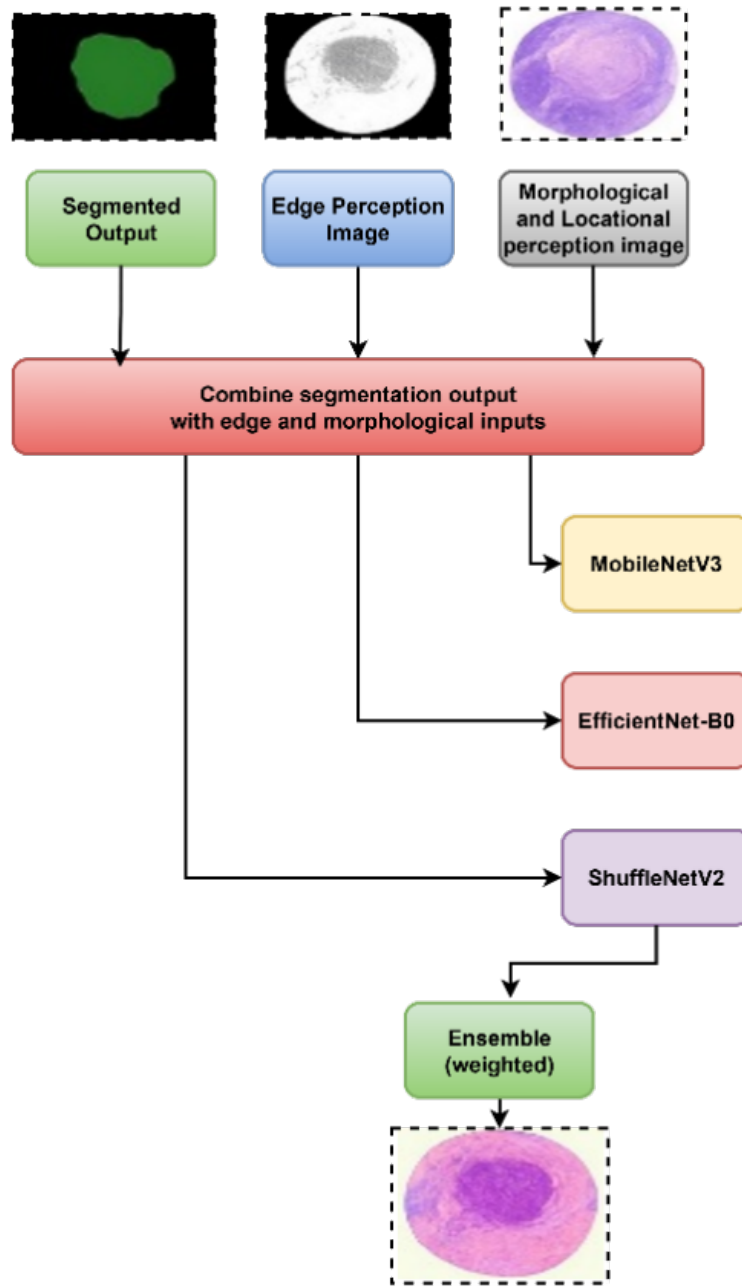 Segmented
Output
Edge Perception
Image
Morphological
and Locational
perception image
Combine segmentation output
with edge and morphological inputs
MobileNetV3
EfficientNet-B0
ShuffleNetV2
Ensemble
(weighted)